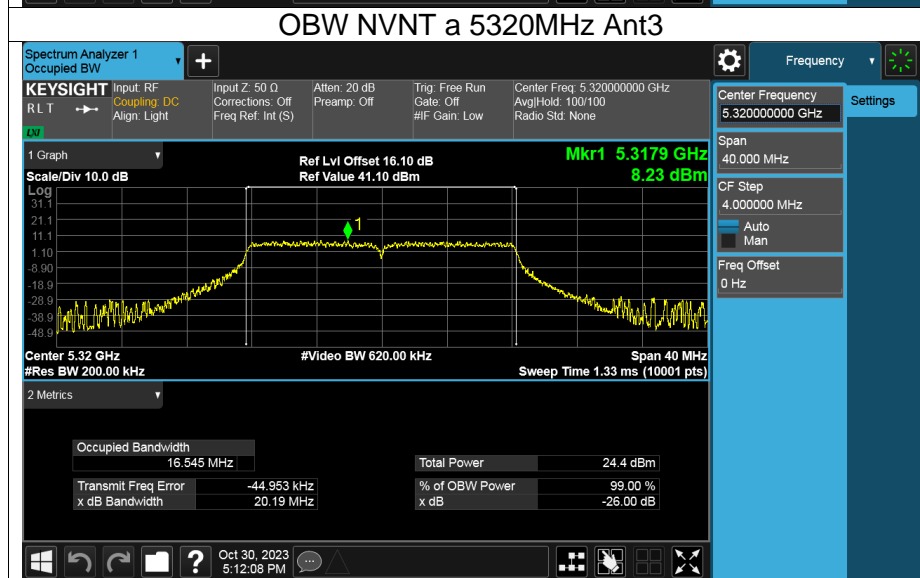 OBW NVNT a 5320MHz Ant3
Spectrum Analyzer 1
Occupied BW
+
Frequency
KEYSIGHT
RLT
LXI
Input: RF
Coupling: DC
Align: Light
Input Z: 50 Ω
Corrections: Off
Freq Ref: Int (S)
Atten: 20 dB
Preamp: Off
Trig: Free Run
Gate: Off
#IF Gain: Low
Center Freq: 5.320000000 GHz
Avg|Hold: 100/100
Radio Std: None
Center Frequency
5.320000000 GHz
Settings
Span
40.000 MHz
CF Step
4.000000 MHz
Auto
Man
Freq Offset
0 Hz
1 Graph
Scale/Div 10.0 dB
Ref Lvl Offset 16.10 dB
Ref Value 41.10 dBm
Mkr1 5.3179 GHz
8.23 dBm
Log
31.1
21.1
11.1
1.10
-8.90
-18.9
-28.9
-38.9
-48.9
1
Center 5.32 GHz
#Video BW 620.00 kHz
Span 40 MHz
#Res BW 200.00 kHz
Sweep Time 1.33 ms (10001 pts)
2 Metrics
Occupied Bandwidth
16.545 MHz
Total Power 24.4 dBm
Transmit Freq Error -44.953 kHz
% of OBW Power 99.00 %
x dB Bandwidth 20.19 MHz
x dB -26.00 dB
?
Oct 30, 2023
5:12:08 PM